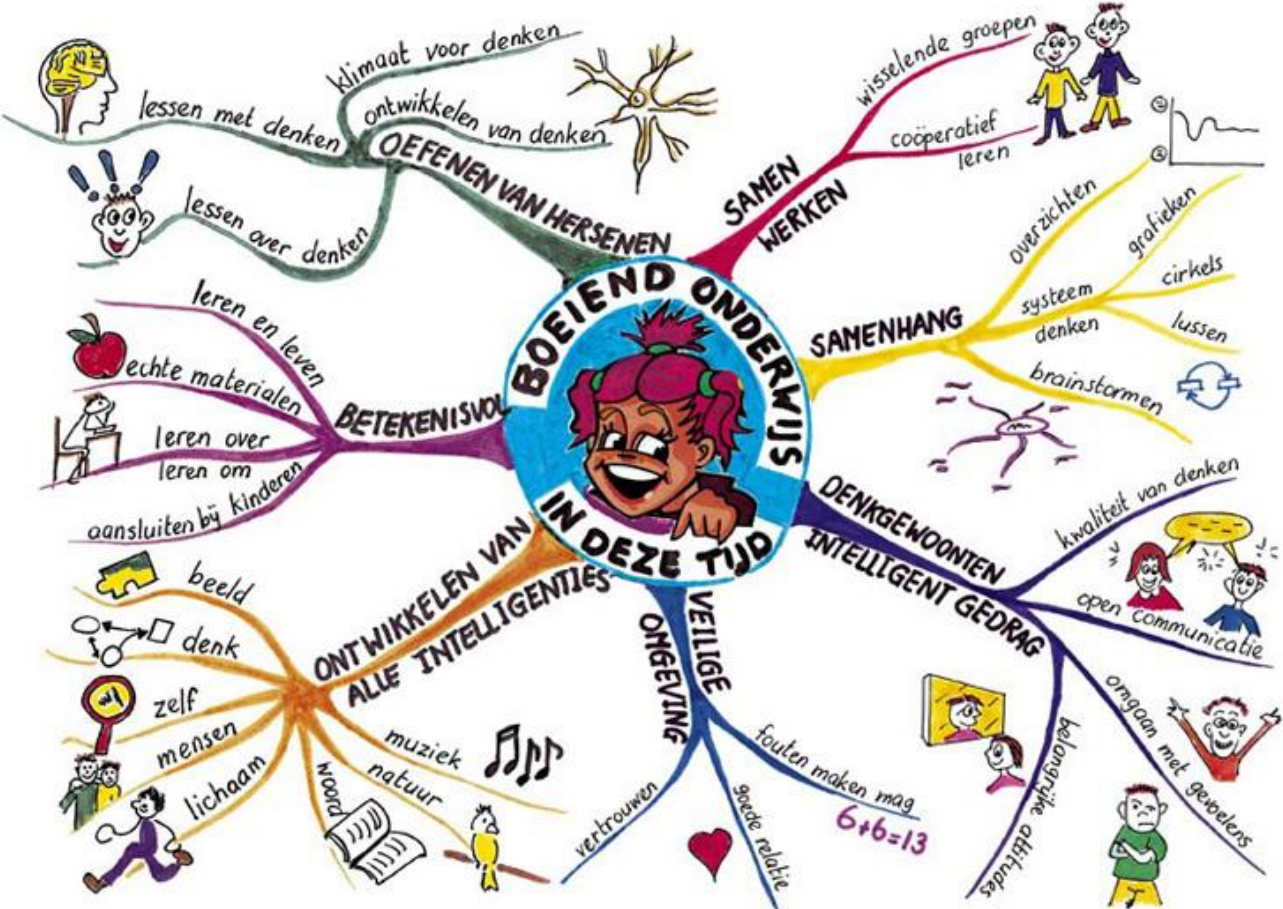 BOEIEND ONDERWIJS
IN DEZE TIJD
SAMEN
WERKEN
wisselende groepen
coöperatief
leren
SAMENHANG
overzichten
systeem
denken
grafieken
cirkels
lussen
brainstormen
DENKGEWOONTEN
INTELLIGENT GEDRAG
kwaliteit van denken
open communicatie
omgaan met gevoelens
belangrijke attitudes
VEILIGE
OMGEVING
fouten maken mag
6+6=13
goede relatie
vertrouwen
ONTWIKKELEN VAN
ALLE INTELLIGENTIES
muziek
natuur
woord
lichaam
mensen
zelf
denk
beeld
BETEKENISVOL
leren en leven
echte materialen
leren over
leren om
aansluiten bij kinderen
OEFENEN VAN HERSENEN
lessen over denken
lessen met denken
klimaat voor denken
ontwikkelen van denken